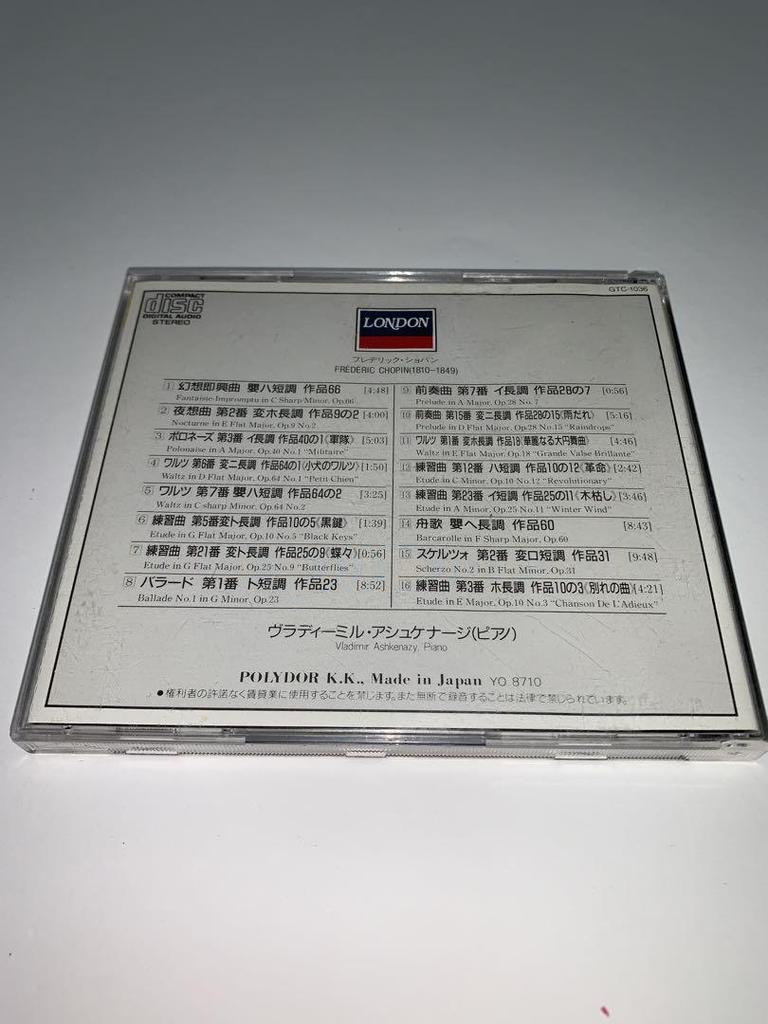 COMPACT
disc
DIGITAL AUDIO
STEREO
GTC-1036
LONDON
フレデリック・ショパン
FRÉDÉRIC CHOPIN(1810–1849)
1 幻想即興曲 嬰ハ短調 作品66 [4:48]
Fantaisie-Impromptu in C Sharp Minor, Op.66
2 夜想曲 第2番 変ホ長調 作品9の2 [4:00]
Nocturne in E Flat Major, Op.9 No.2
3 ポロネーズ 第3番 イ長調 作品40の1《軍隊》 [5:03]
Polonaise in A Major, Op.40 No.1 "Militaire"
4 ワルツ 第6番 変ニ長調 作品64の1《小犬のワルツ》 [1:50]
Waltz in D Flat Major, Op.64 No.1 "Petit Chien"
5 ワルツ 第7番 嬰ハ短調 作品64の2 [3:25]
Waltz in C sharp Minor, Op.64 No.2
6 練習曲 第5番変ト長調 作品10の5《黒鍵》 [1:39]
Etude in G Flat Major, Op.10 No.5 "Black Keys"
7 練習曲 第21番 変ト長調 作品25の9《蝶々》 [0:56]
Etude in G Flat Major, Op.25 No.9 "Butterflies"
8 バラード 第1番 ト短調 作品23 [8:52]
Ballade No.1 in G Minor, Op.23
9 前奏曲 第7番 イ長調 作品28の7 [0:56]
Prelude in A Major, Op.28 No.7
10 前奏曲 第15番 変ニ長調 作品28の15《雨だれ》 [5:16]
Prelude in D Flat Major, Op.28 No.15 "Raindrops"
11 ワルツ 第1番 変ホ長調 作品18《華麗なる大円舞曲》 [4:46]
Waltz in E Flat Major, Op.18 "Grande Valse Brillante"
12 練習曲 第12番 ハ短調 作品10の12《革命》 [2:42]
Etude in C Minor, Op.10 No.12 "Revolutionary"
13 練習曲 第23番 イ短調 作品25の11《木枯し》 [3:46]
Etude in A Minor, Op.25 No.11 "Winter Wind"
14 舟歌 嬰ヘ長調 作品60 [8:43]
Barcarolle in F Sharp Major, Op.60
15 スケルツォ 第2番 変ロ短調 作品31 [9:48]
Scherzo No.2 in B Flat Minor, Op.31
16 練習曲 第3番 ホ長調 作品10の3《別れの曲》 [4:21]
Etude in E Major, Op.10 No.3 "Chanson De L'Adieux"
ヴラディーミル・アシュケナージ(ピアノ)
Vladimir Ashkenazy, Piano
POLYDOR K.K., Made in Japan YO 8710
●権利者の許諾なく賃貸業に使用することを禁じます。また無断で録音することは法律で禁じられています。